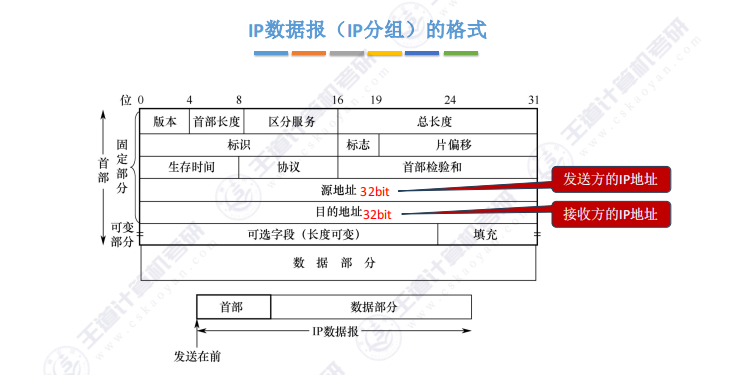 IP数据报（IP分组）的格式
位 0 4 8 16 19 24 31
版本 首部长度 区分服务 总长度
标识 标志 片偏移
生存时间 协议 首部检验和
源地址 32bit
发送方的IP地址
目的地址 32bit
接收方的IP地址
可选字段（长度可变） 填充
数据部分
首部
固定部分
可变部分
首部 数据部分
IP数据报
发送在前
王道计算机考研
www.cskaoyan.com